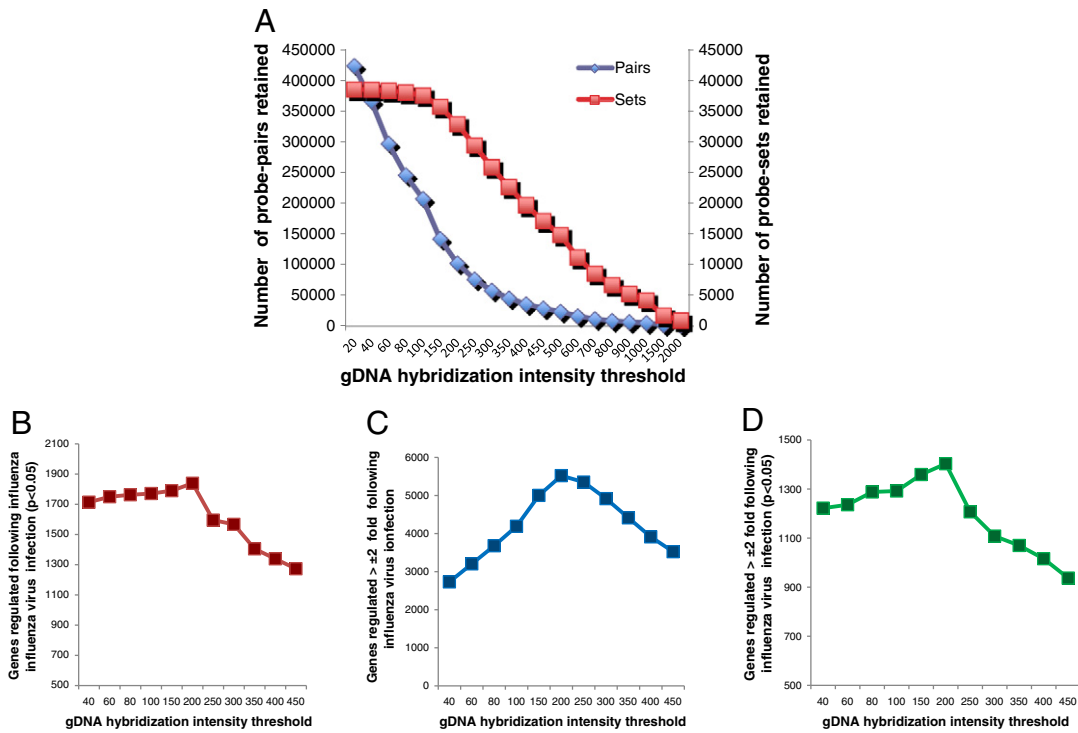 A
Number of probe-pairs retained
450000
400000
350000
300000
250000
200000
150000
100000
50000
0
Pairs
Sets
45000
40000
35000
30000
25000
20000
15000
10000
5000
0
Number of probe-sets retained
20 40 60 80 100 150 200 250 300 350 400 450 500 600 700 800 900 1000 1500 2000
gDNA hybridization intensity threshold
B
Genes regulated following influenza
influenza virus infection (p<0.05)
2100
1900
1700
1500
1300
1100
900
700
500
40 60 80 100 150 200 250 300 350 400 450
gDNA hybridization intensity threshold
C
Genes regulated > ±2 fold following
influenza virus ionfection
6000
5000
4000
3000
2000
1000
0
40 60 80 100 150 200 250 300 350 400 450
gDNA hybridization intensity threshold
D
Genes regulated > ±2 fold following
influenza virus infection (p<0.05)
1500
1300
1100
900
700
500
40 60 80 100 150 200 250 300 350 400 450
gDNA hybridization intensity threshold